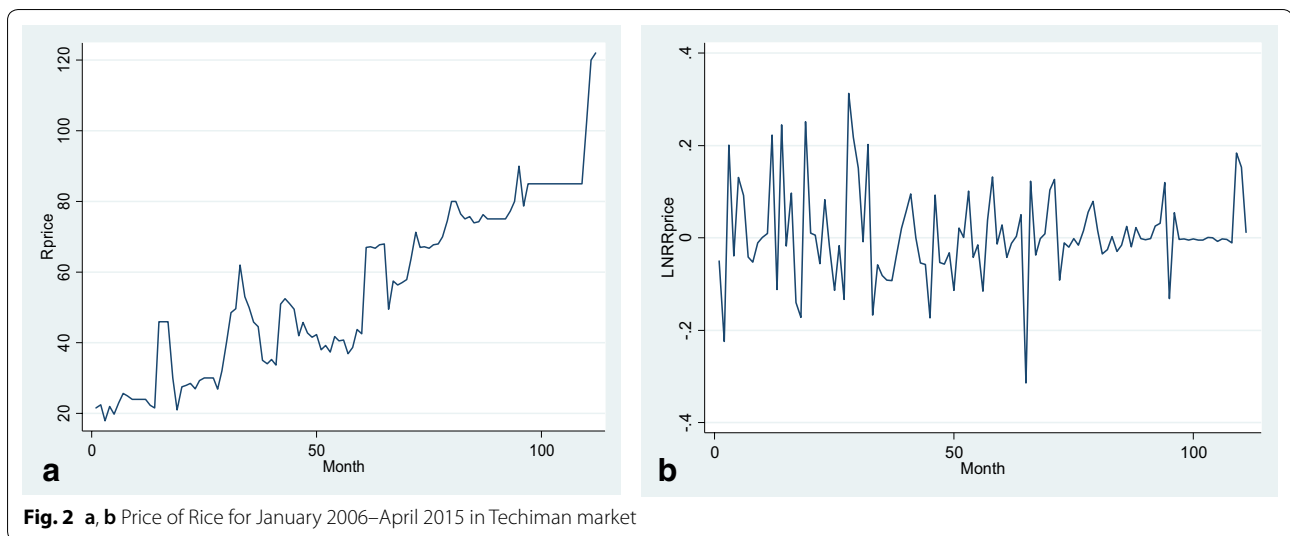 120
100
80
60
40
20
Rprice
0 50 100
Month
a
.4
.2
0
-.2
-.4
LNRRprice
0 50 100
Month
b
Fig. 2 a, b Price of Rice for January 2006–April 2015 in Techiman market